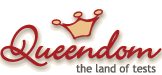 Queendom
the land of tests